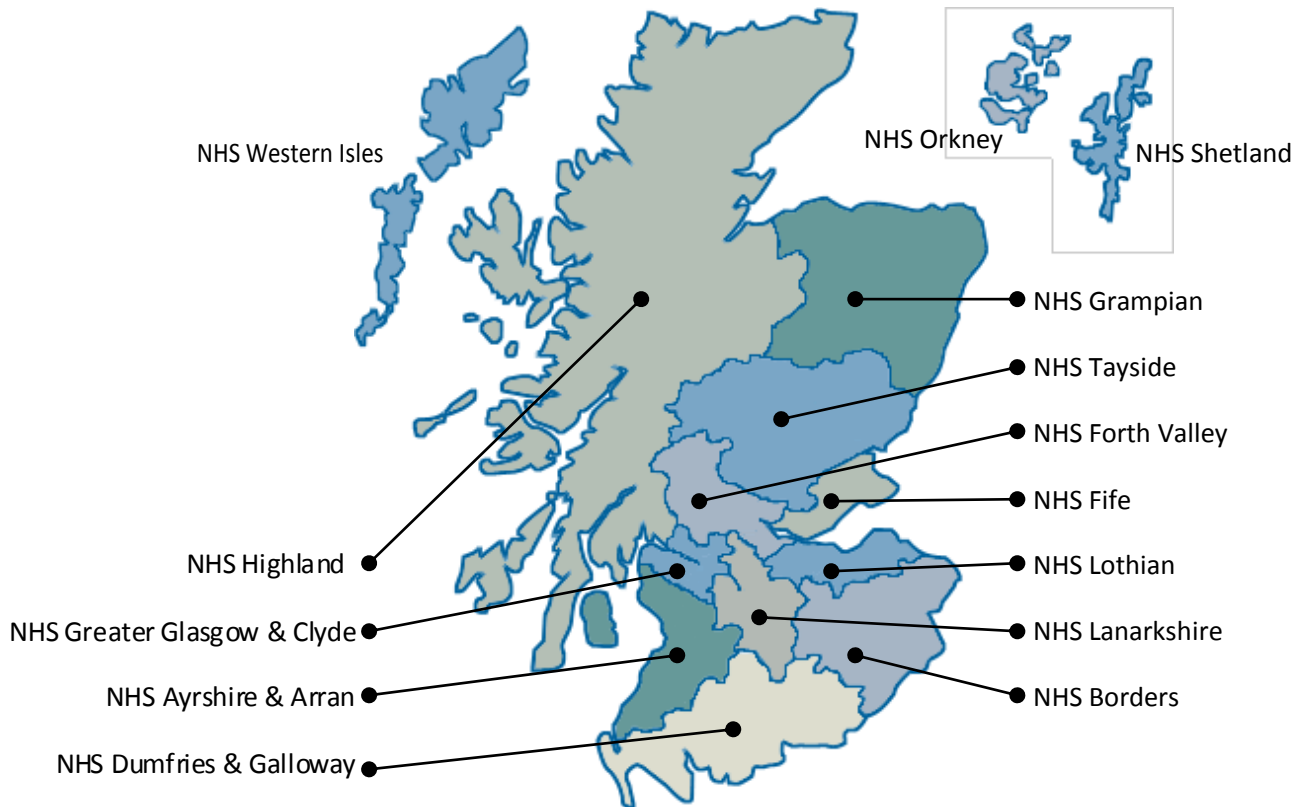 NHS Orkney
NHS Western Isles
NHS Shetland
NHS Grampian
NHS Tayside
NHS Forth Valley
NHS Fife
NHS Highland
NHS Lothian
NHS Greater Glasgow & Clyde
NHS Lanarkshire
NHS Ayrshire & Arran
NHS Borders
NHS Dumfries & Galloway